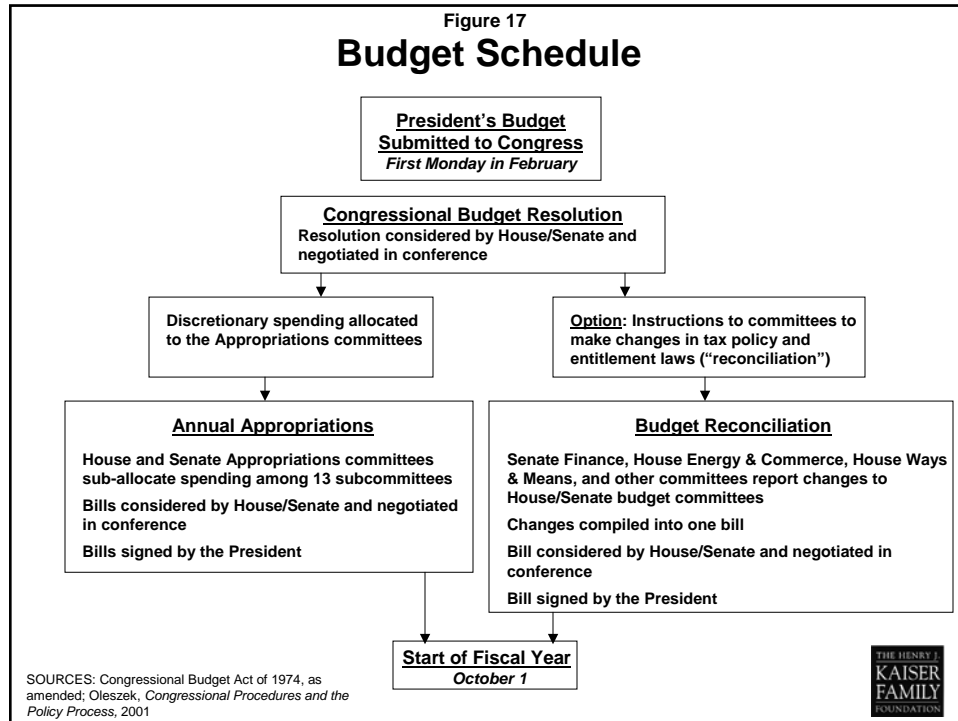 Figure 17
Budget Schedule
President's Budget
Submitted to Congress
First Monday in February
Congressional Budget Resolution
Resolution considered by House/Senate and
negotiated in conference
Discretionary spending allocated
to the Appropriations committees
Option: Instructions to committees to
make changes in tax policy and
entitlement laws (“reconciliation”)
Annual Appropriations
House and Senate Appropriations committees
sub-allocate spending among 13 subcommittees
Bills considered by House/Senate and negotiated
in conference
Bills signed by the President
Budget Reconciliation
Senate Finance, House Energy & Commerce, House Ways
& Means, and other committees report changes to
House/Senate budget committees
Changes compiled into one bill
Bill considered by House/Senate and negotiated in
conference
Bill signed by the President
Start of Fiscal Year
October 1
SOURCES: Congressional Budget Act of 1974, as
amended; Oleszek, Congressional Procedures and the
Policy Process, 2001
THE HENRY J.
KAISER
FAMILY
FOUNDATION